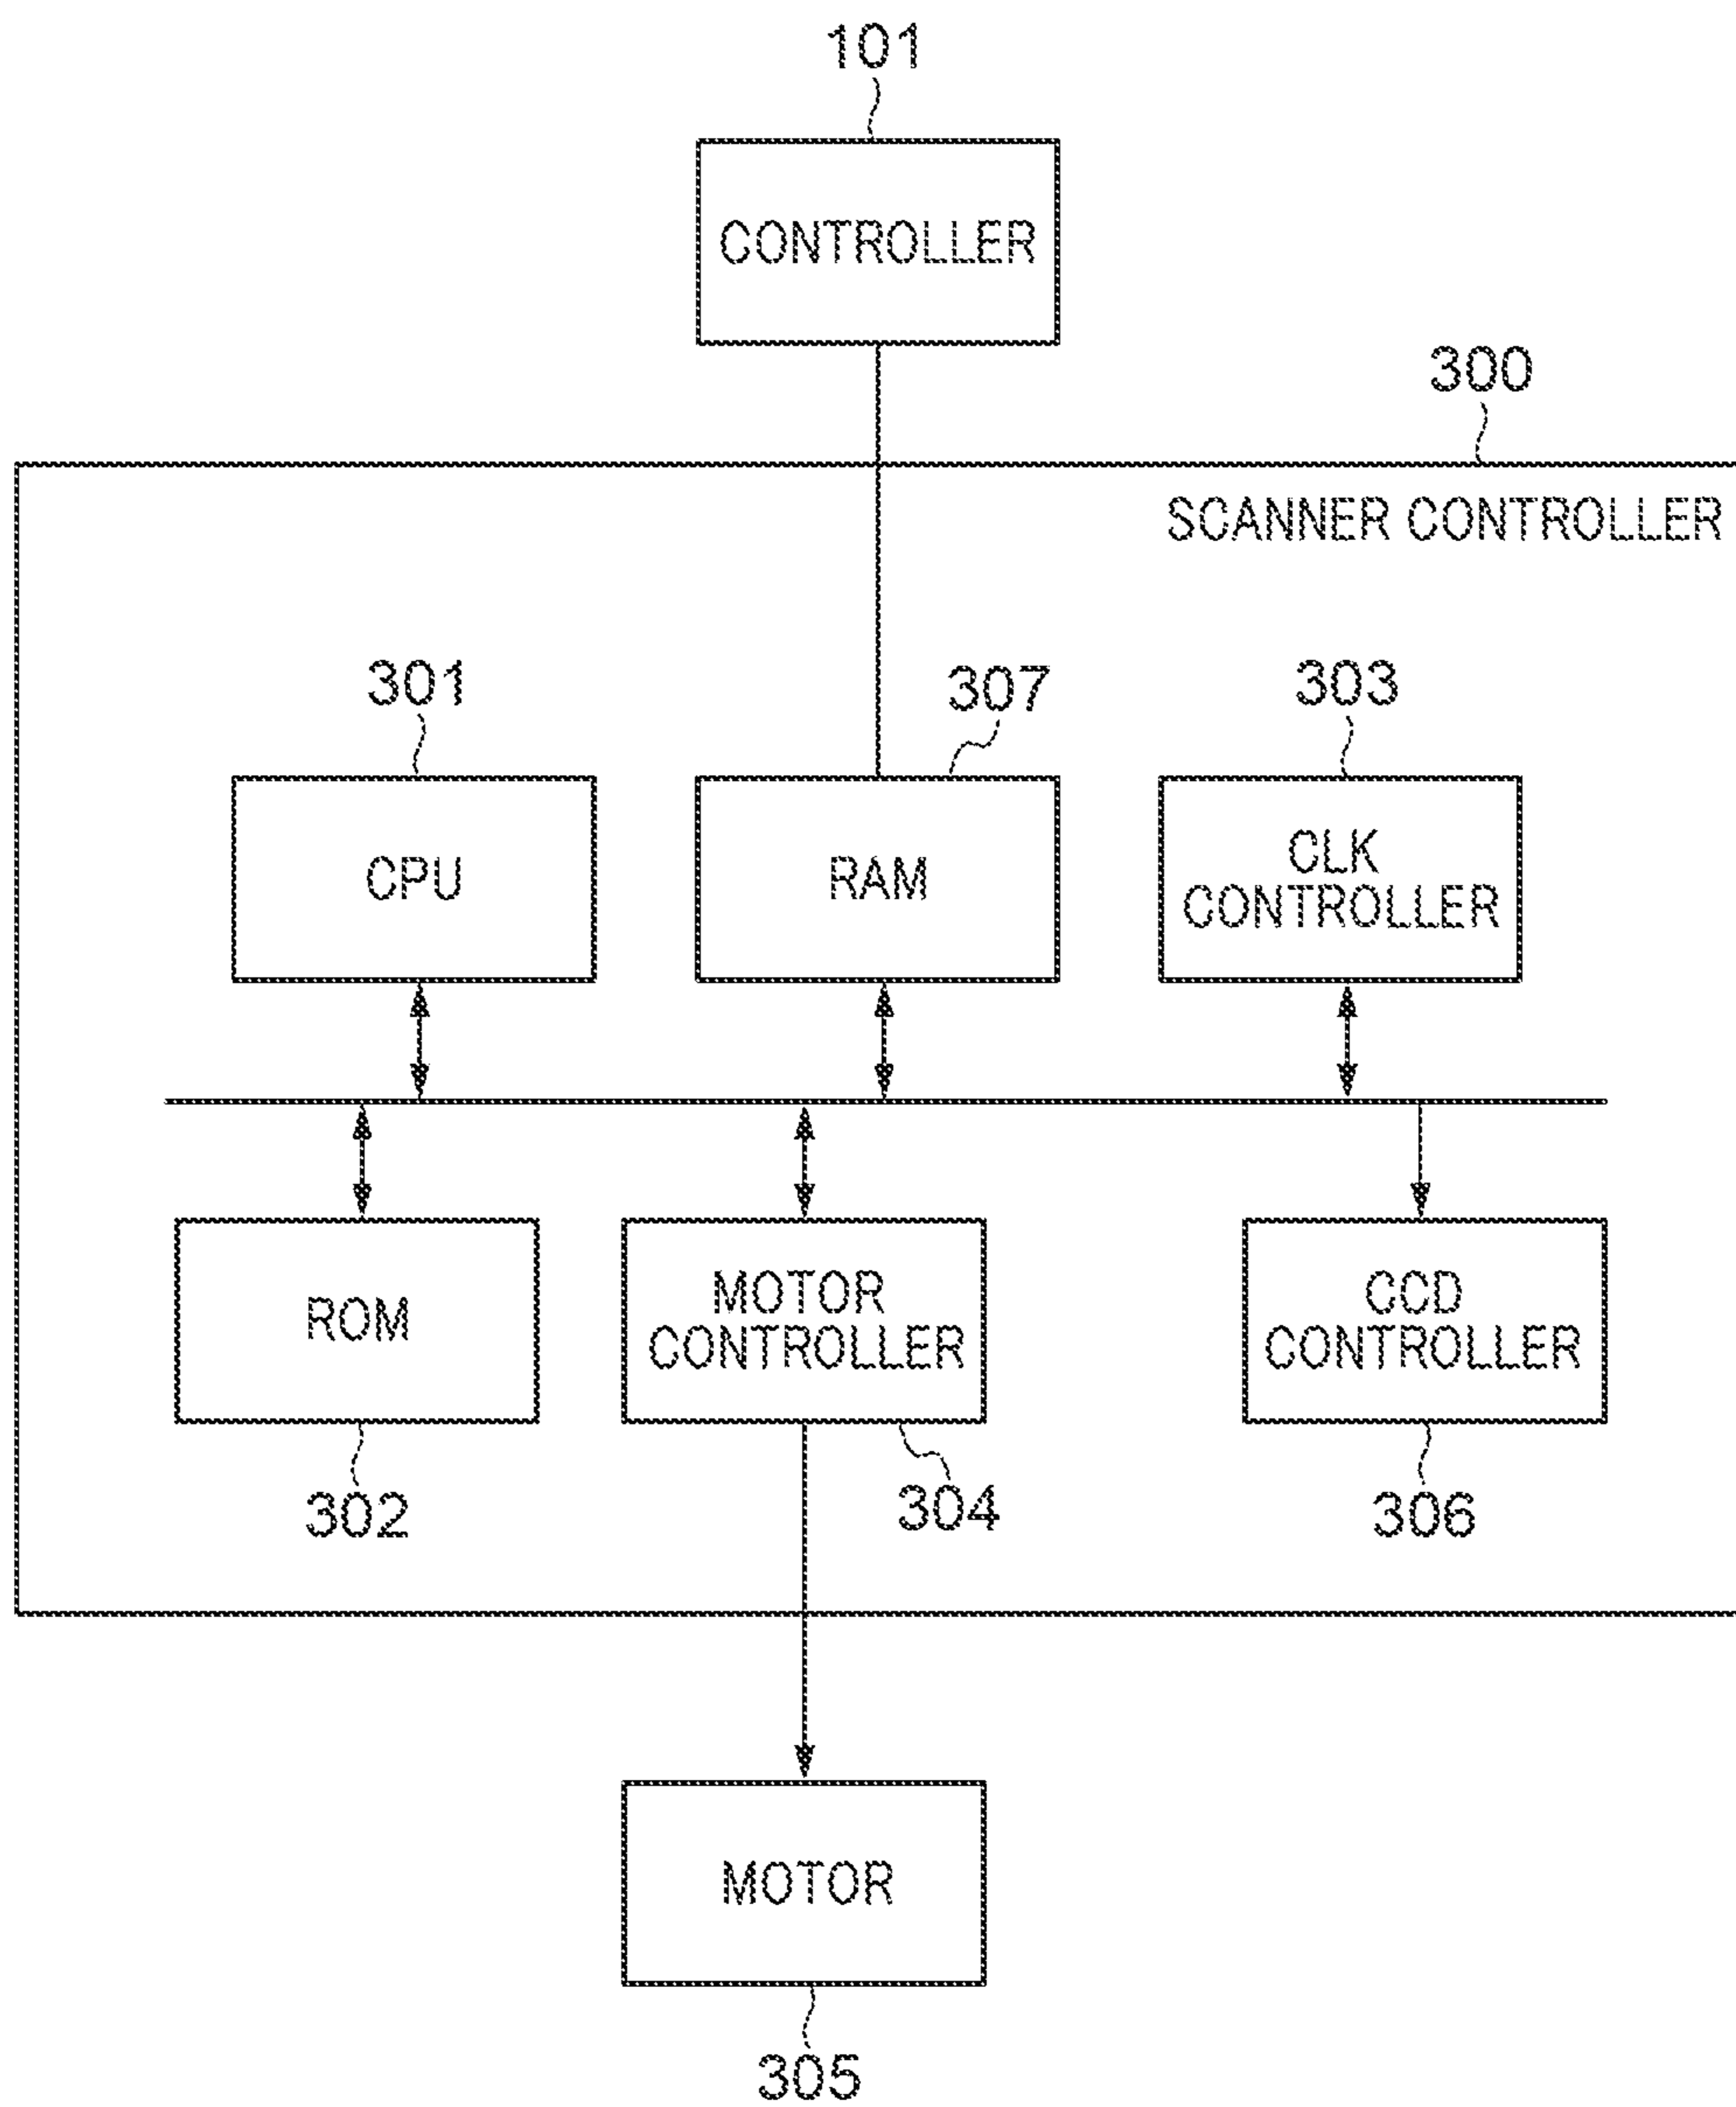 101
CONTROLLER
300
SCANNER CONTROLLER
301
307
303
CPU
RAM
CLK
CONTROLLER
ROM
MOTOR
CONTROLLER
CCD
CONTROLLER
302
304
306
MOTOR
305